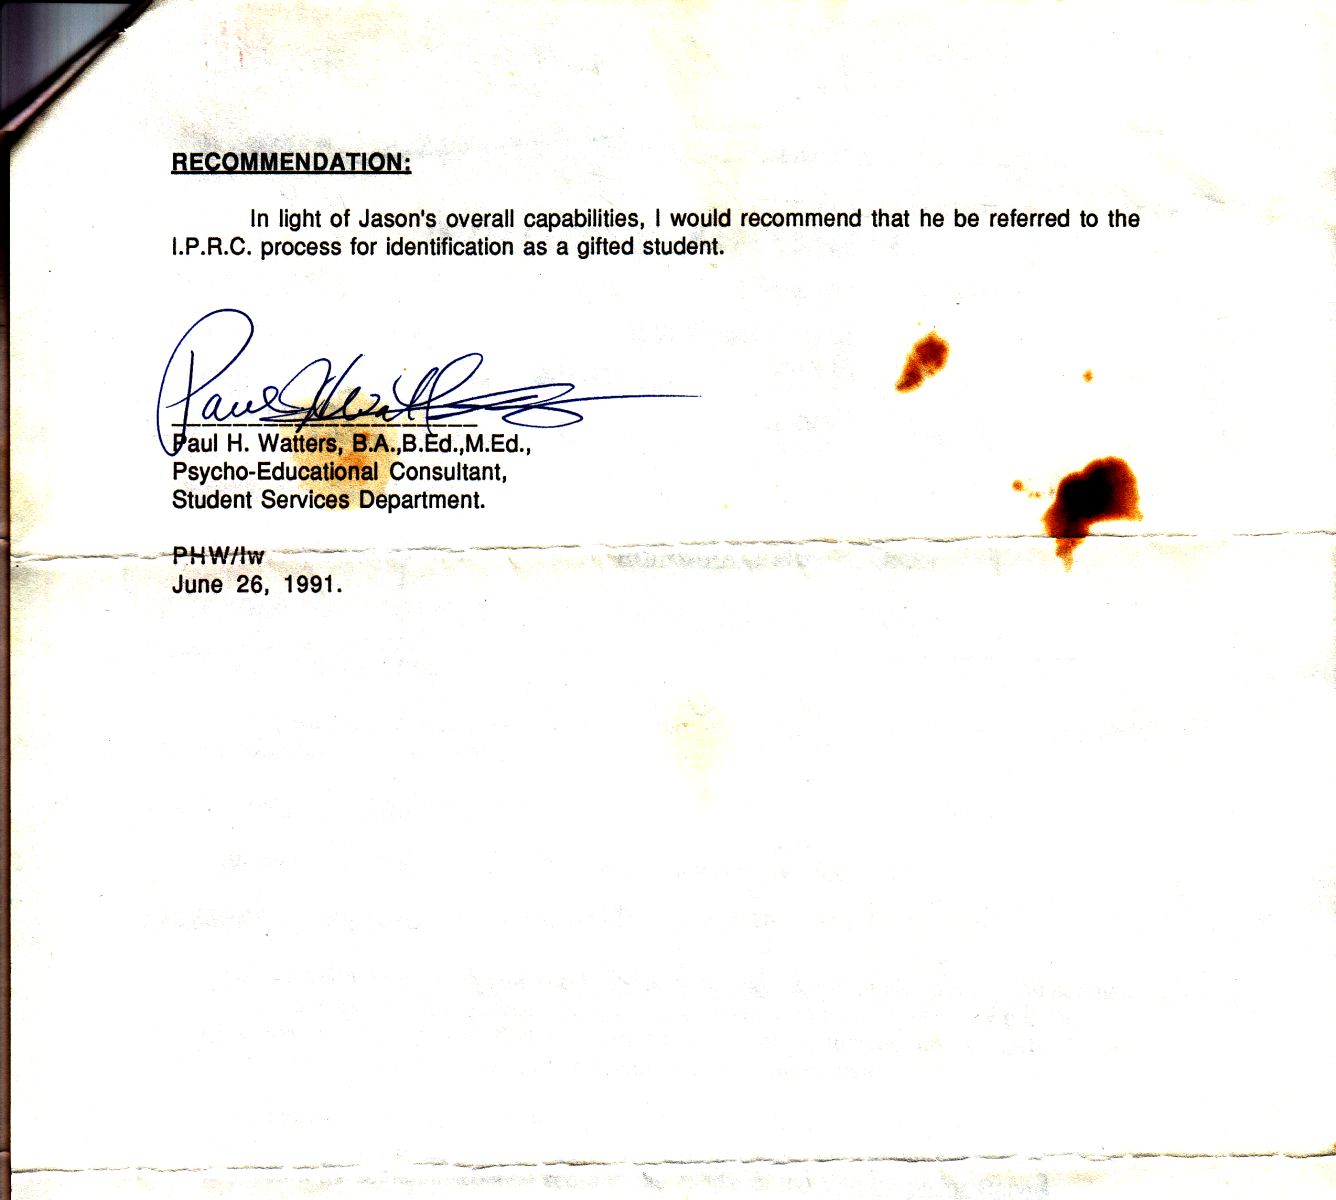 RECOMMENDATION:
In light of Jason's overall capabilities, I would recommend that he be referred to the
I.P.R.C. process for identification as a gifted student.
Paul H. Watters
Paul H. Watters, B.A.,B.Ed.,M.Ed.,
Psycho-Educational Consultant,
Student Services Department.
PHW/lw
June 26, 1991.